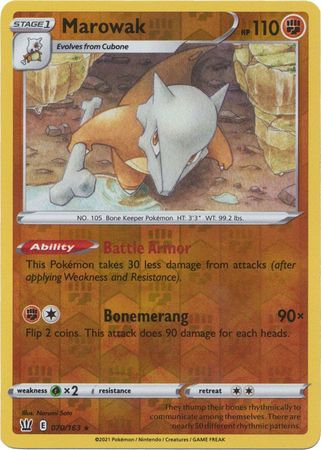 STAGE 1
Marowak
HP 110
Evolves from Cubone
NO. 105 Bone Keeper Pokémon HT: 3'3" WT: 99.2 lbs.
Ability Battle Armor
This Pokémon takes 30 less damage from attacks (after
applying Weakness and Resistance).
Bonemerang 90×
Flip 2 coins. This attack does 90 damage for each heads.
weakness ×2 resistance retreat
Illus. Narumi Sato
E 070/163 ★
They thump their bones rhythmically to
communicate among themselves. There are
nearly 50 different rhythmic patterns.
©2021 Pokémon / Nintendo / Creatures / GAME FREAK